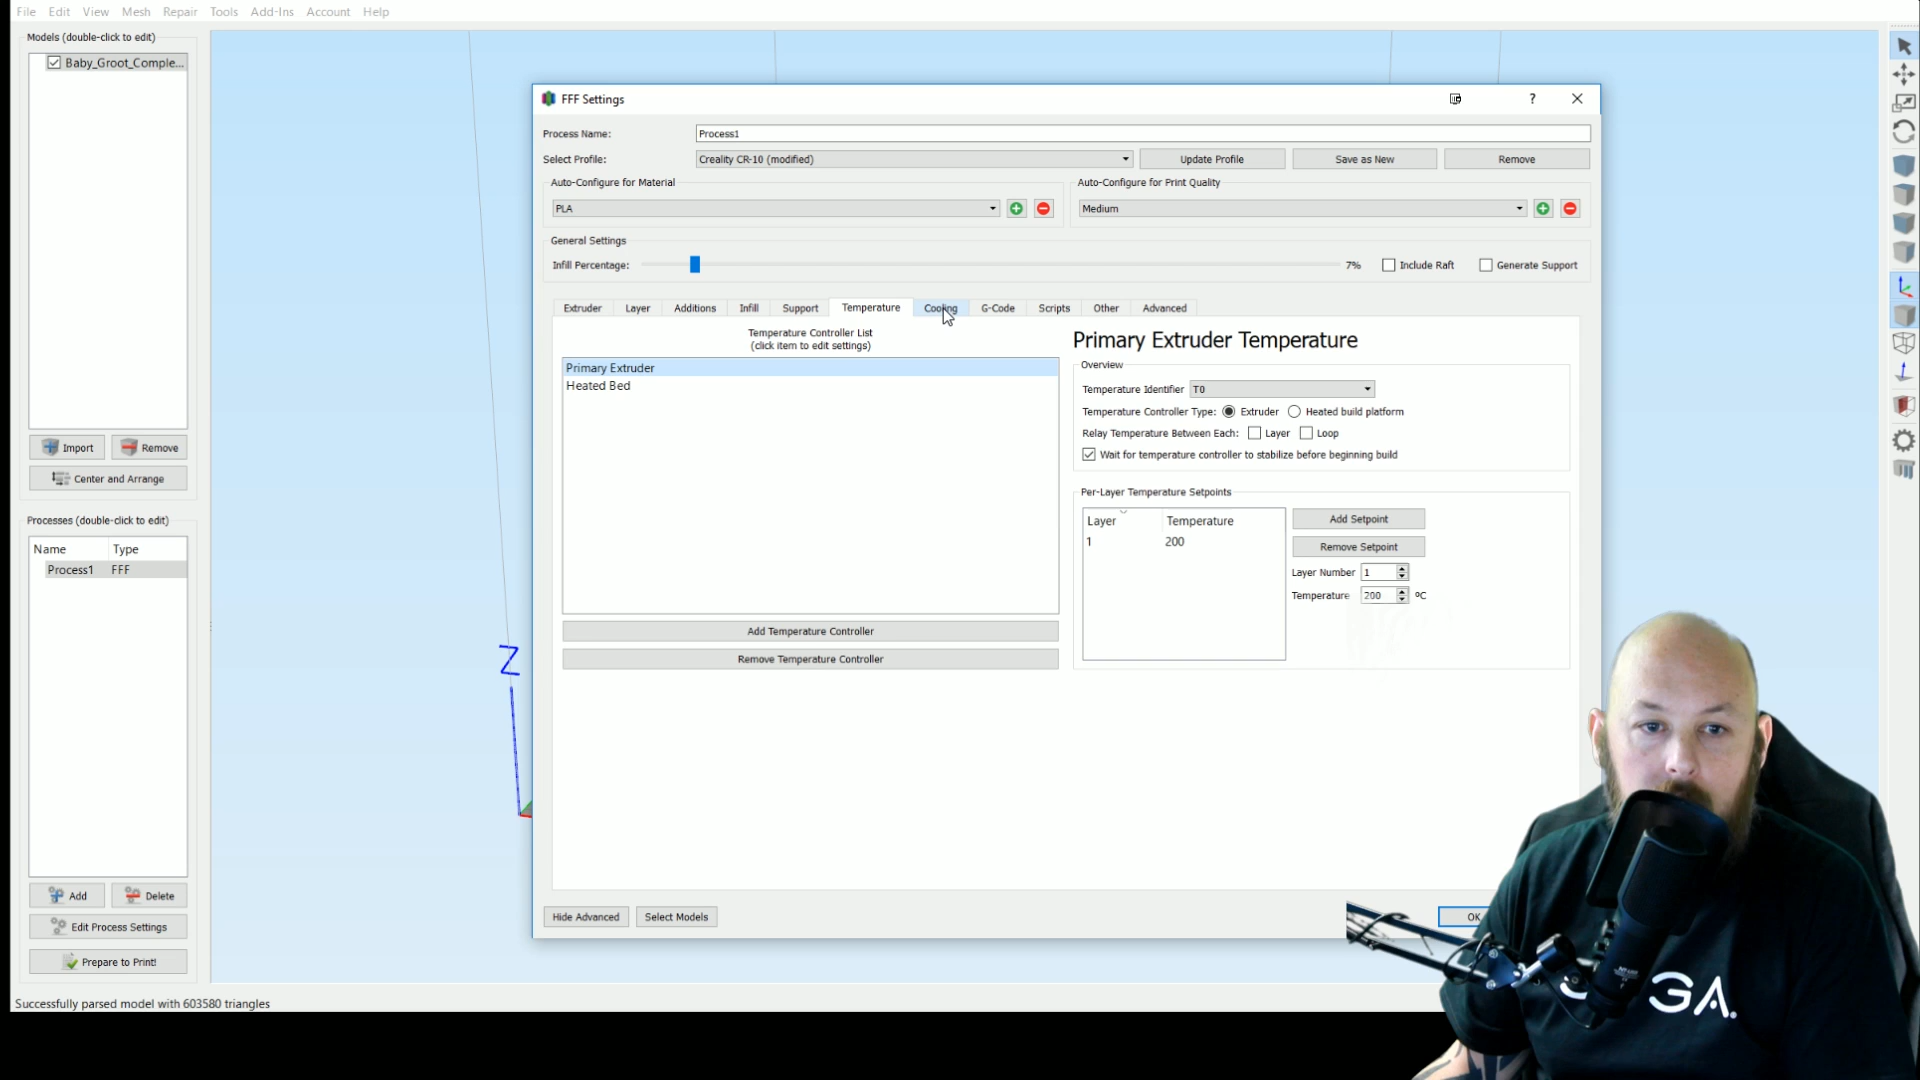 File Edit View Mesh Repair Tools Add-Ins Account Help
Models (double-click to edit)
Baby_Groot_Comple...
Import
Remove
Center and Arrange
Processes (double-click to edit)
Name Type
Process1 FFF
Add
Delete
Edit Process Settings
Prepare to Print!
Successfully parsed model with 603580 triangles
Z
FFF Settings
?
Process Name: Process1
Select Profile: Creality CR-10 (modified) Update Profile Save as New Remove
Auto-Configure for Material
PLA
Auto-Configure for Print Quality
Medium
General Settings
Infill Percentage: 7% Include Raft Generate Support
Extruder Layer Additions Infill Support Temperature Cooling G-Code Scripts Other Advanced
Temperature Controller List
(click item to edit settings)
Primary Extruder
Heated Bed
Add Temperature Controller
Remove Temperature Controller
Primary Extruder Temperature
Overview
Temperature Identifier T0
Temperature Controller Type: Extruder Heated build platform
Relay Temperature Between Each: Layer Loop
Wait for temperature controller to stabilize before beginning build
Per-Layer Temperature Setpoints
Layer Temperature
1 200
Add Setpoint
Remove Setpoint
Layer Number 1
Temperature 200 ºC
Hide Advanced
Select Models
OK